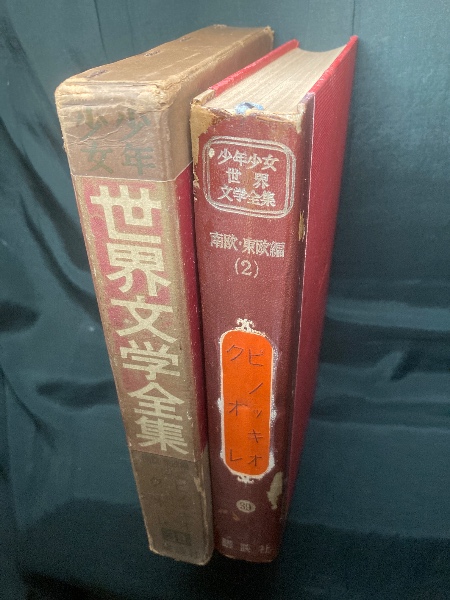 少年
少女
世界文学全集
少年少女
世界
文学全集
南欧・東欧編
(2)
ピノッキオ
クオレ
39
講談社